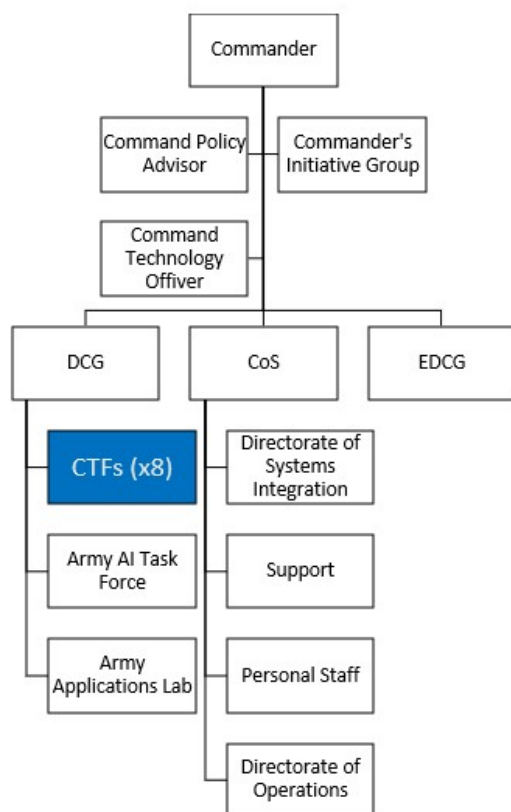 Commander
Command Policy
Advisor
Commander's
Initiative Group
Command
Technology
Offiver
DCG
CoS
EDCG
CTFs (x8)
Directorate of
Systems
Integration
Army AI Task
Force
Support
Army
Applications Lab
Personal Staff
Directorate of
Operations